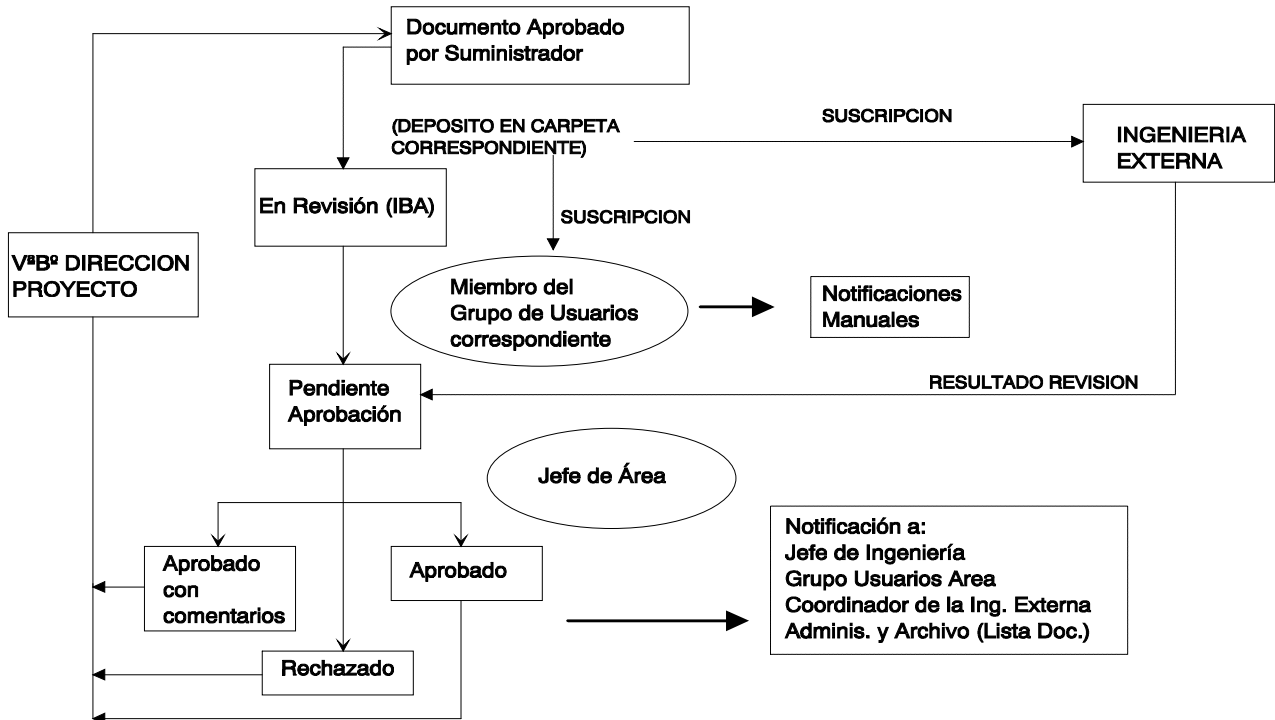 Documento Aprobado
por Suministrador
(DEPOSITO EN CARPETA
CORRESPONDIENTE)
SUSCRIPCION
INGENIERIA
EXTERNA
En Revisión (IBA)
SUSCRIPCION
VªBº DIRECCION
PROYECTO
Miembro del
Grupo de Usuarios
correspondiente
Notificaciones
Manuales
Pendiente
Aprobación
RESULTADO REVISION
Jefe de Área
Aprobado
con
comentarios
Aprobado
Rechazado
Notificación a:
Jefe de Ingeniería
Grupo Usuarios Area
Coordinador de la Ing. Externa
Adminis. y Archivo (Lista Doc.)